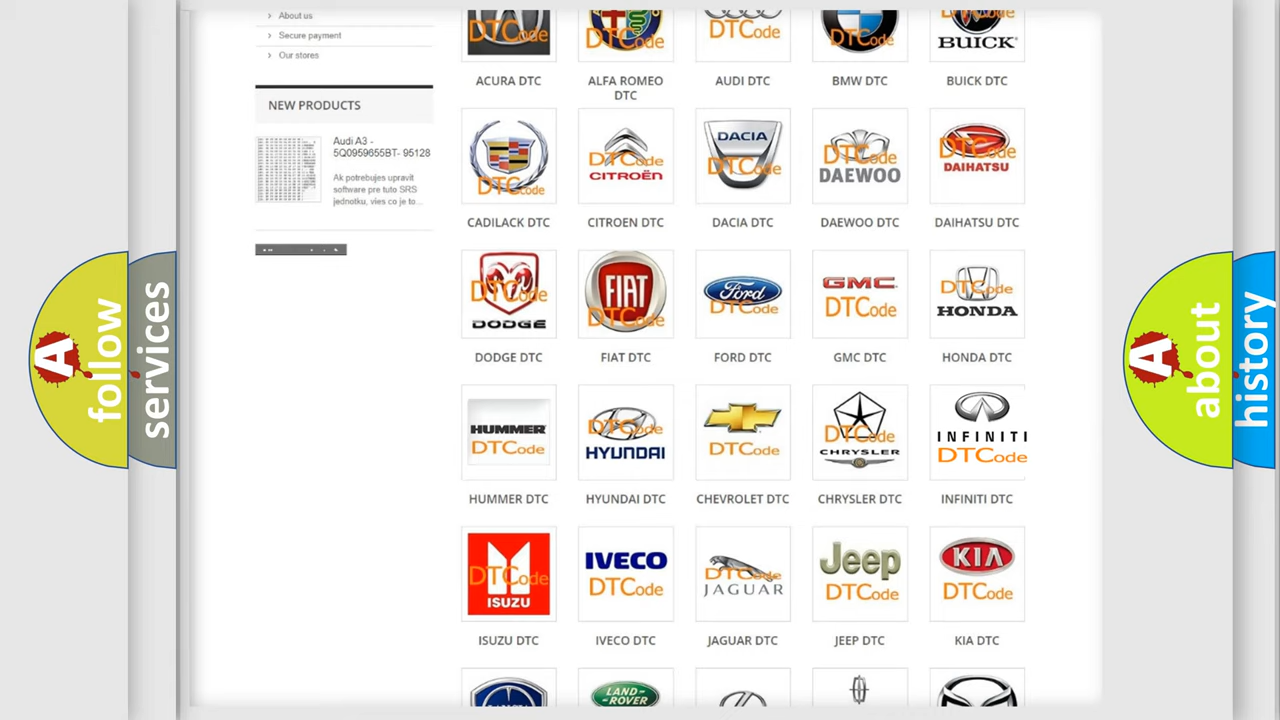 About us
Secure payment
Our stores
NEW PRODUCTS
Audi A3 -
5Q0959655BT- 95128
Ak potrebujes upravit
software pre tuto SRS
jednotku, vies co je to...
DTCode
DTCode
DTCode
DTCode
BUICK
ACURA DTC
ALFA ROMEO
DTC
AUDI DTC
BMW DTC
BUICK DTC
DTCode
DTCode
CITROËN
DACIA
DTCode
DTCode
DAEWOO
DTCode
DAIHATSU
CADILACK DTC
CITROEN DTC
DACIA DTC
DAEWOO DTC
DAIHATSU DTC
DTCode
DODGE
FIAT
DTCode
Ford
DTCode
GMC
DTCode
DTCode
HONDA
DODGE DTC
FIAT DTC
FORD DTC
GMC DTC
HONDA DTC
HUMMER
DTCode
DTCode
HYUNDAI
DTCode
DTCode
CHRYSLER
INFINITI
DTCode
HUMMER DTC
HYUNDAI DTC
CHEVROLET DTC
CHRYSLER DTC
INFINITI DTC
DTCode
ISUZU
IVECO
DTCode
DTCode
JAGUAR
Jeep
DTCode
KIA
DTCode
ISUZU DTC
IVECO DTC
JAGUAR DTC
JEEP DTC
KIA DTC
LAND-
ROVER
A follow
services
A about
history